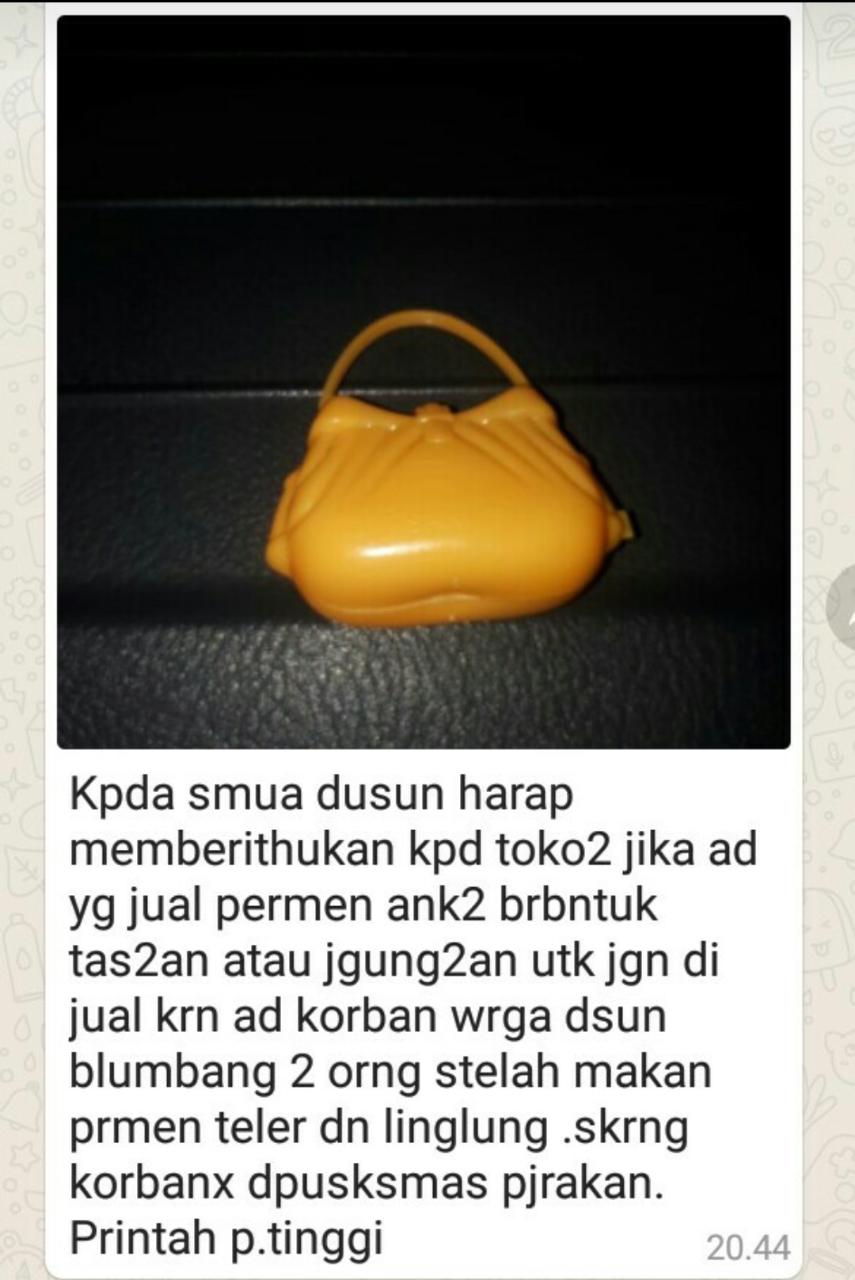 Kpda smua dusun harap
memberithukan kpd toko2 jika ad
yg jual permen ank2 brbntuk
tas2an atau jgung2an utk jgn di
jual krn ad korban wrga dsun
blumbang 2 orng stelah makan
prmen teler dn linglung .skrng
korbanx dpusksmas pjrakan.
Printah p.tinggi
20.44